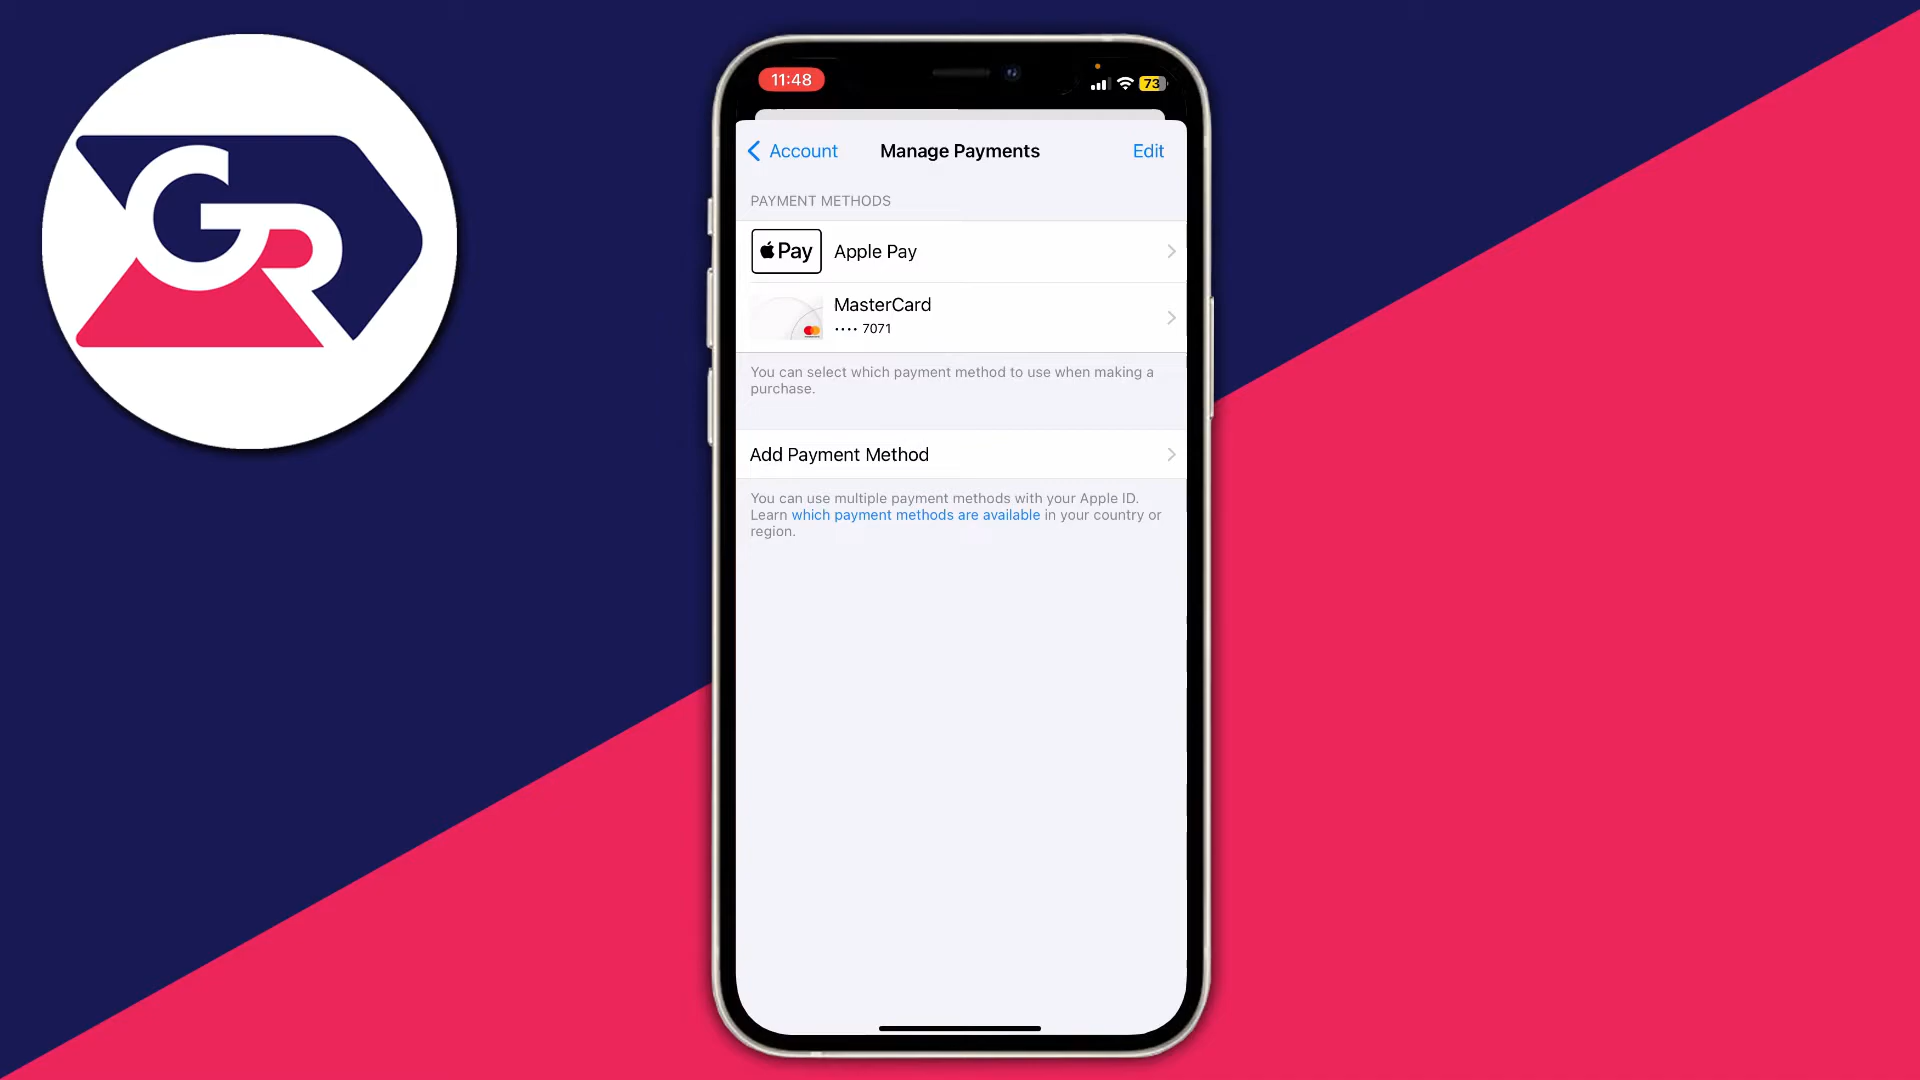 GR
11:48
73
Account
Manage Payments
Edit
PAYMENT METHODS
Pay
Apple Pay
MasterCard
•••• 7071
You can select which payment method to use when making a
purchase.
Add Payment Method
You can use multiple payment methods with your Apple ID.
Learn which payment methods are available in your country or
region.